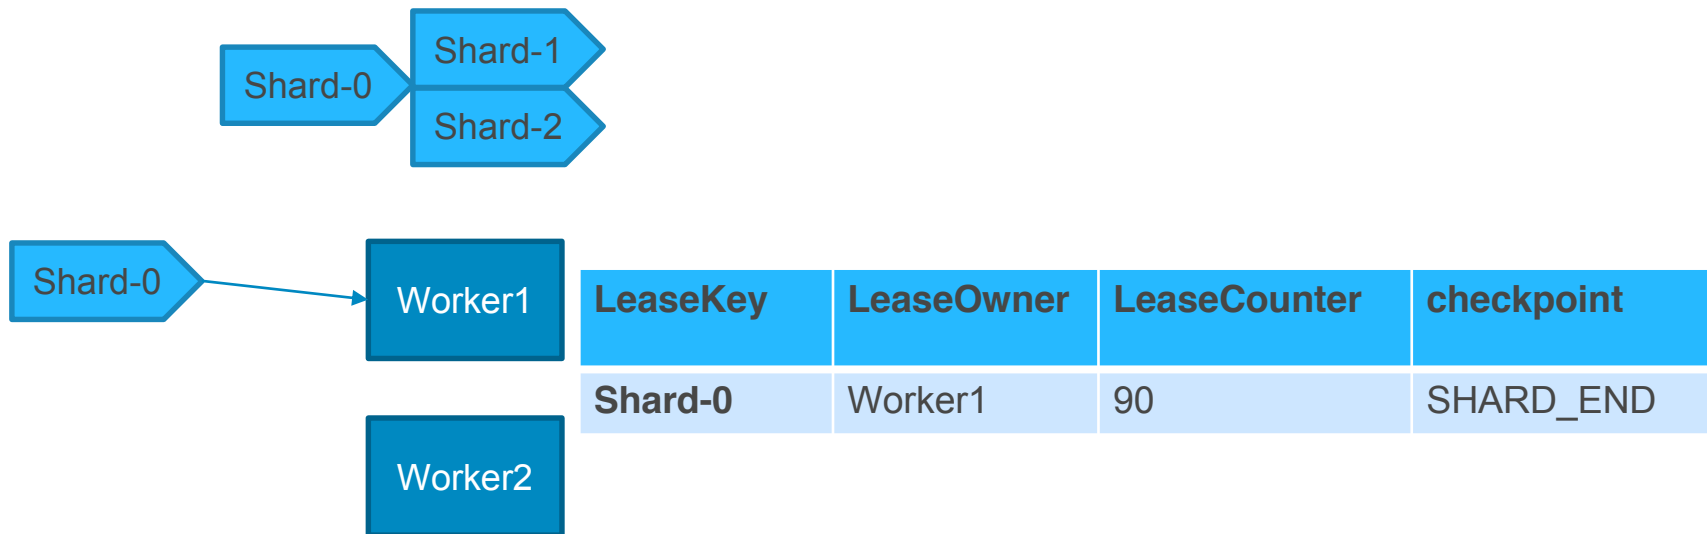 Shard-1
Shard-0
Shard-2
Shard-0
Worker1
LeaseKey LeaseOwner LeaseCounter checkpoint
Shard-0 Worker1 90 SHARD_END
Worker2